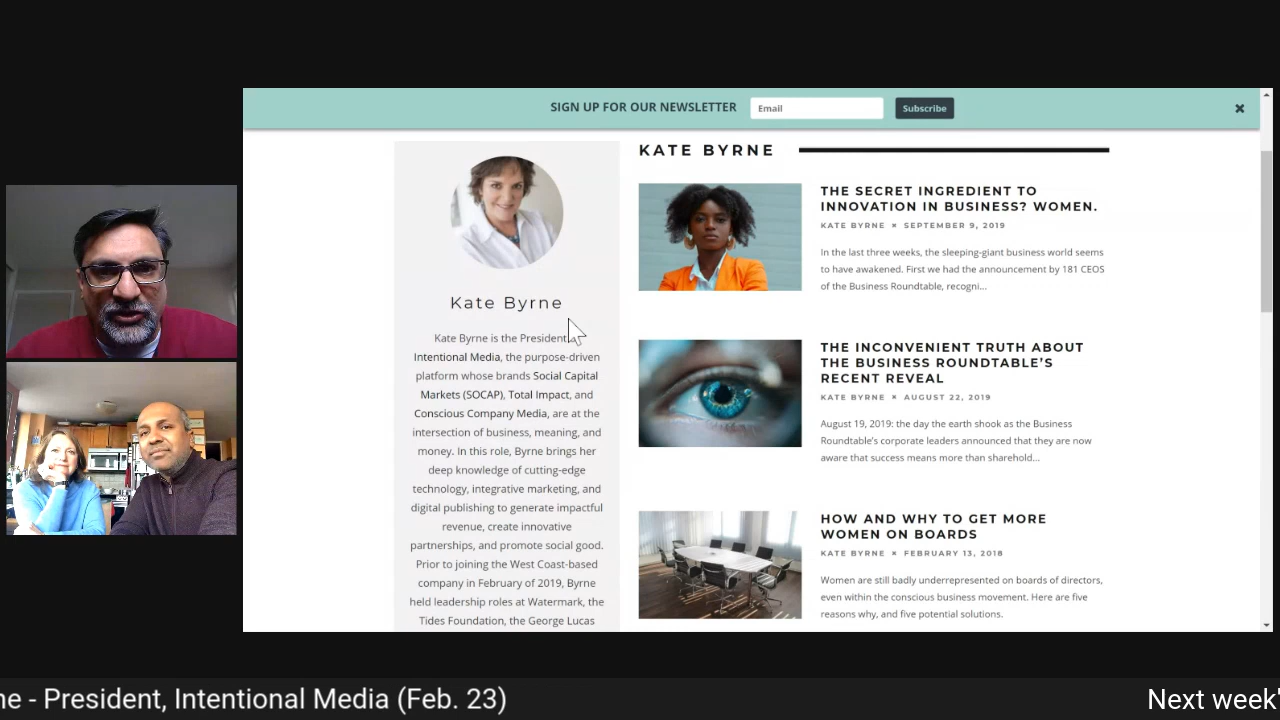 SIGN UP FOR OUR NEWSLETTER
Email
Subscribe
Kate Byrne
Kate Byrne is the President
Intentional Media, the purpose-driven
platform whose brands Social Capital
Markets (SOCAP), Total Impact, and
Conscious Company Media, are at the
intersection of business, meaning, and
money. In this role, Byrne brings her
deep knowledge of cutting-edge
technology, integrative marketing, and
digital publishing to generate impactful
revenue, create innovative
partnerships, and promote social good.
Prior to joining the West Coast-based
company in February of 2019, Byrne
held leadership roles at Watermark, the
Tides Foundation, the George Lucas
KATE BYRNE
THE SECRET INGREDIENT TO
INNOVATION IN BUSINESS? WOMEN.
KATE BYRNE × SEPTEMBER 9, 2019
In the last three weeks, the sleeping-giant business world seems
to have awakened. First we had the announcement by 181 CEOS
of the Business Roundtable, recogni...
THE INCONVENIENT TRUTH ABOUT
THE BUSINESS ROUNDTABLE'S
RECENT REVEAL
KATE BYRNE × AUGUST 22, 2019
August 19, 2019: the day the earth shook as the Business
Roundtable's corporate leaders announced that they are now
aware that success means more than sharehold...
HOW AND WHY TO GET MORE
WOMEN ON BOARDS
KATE BYRNE × FEBRUARY 13, 2018
Women are still badly underrepresented on boards of directors,
even within the conscious business movement. Here are five
reasons why, and five potential solutions.
ne - President, Intentional Media (Feb. 23)
Next week'